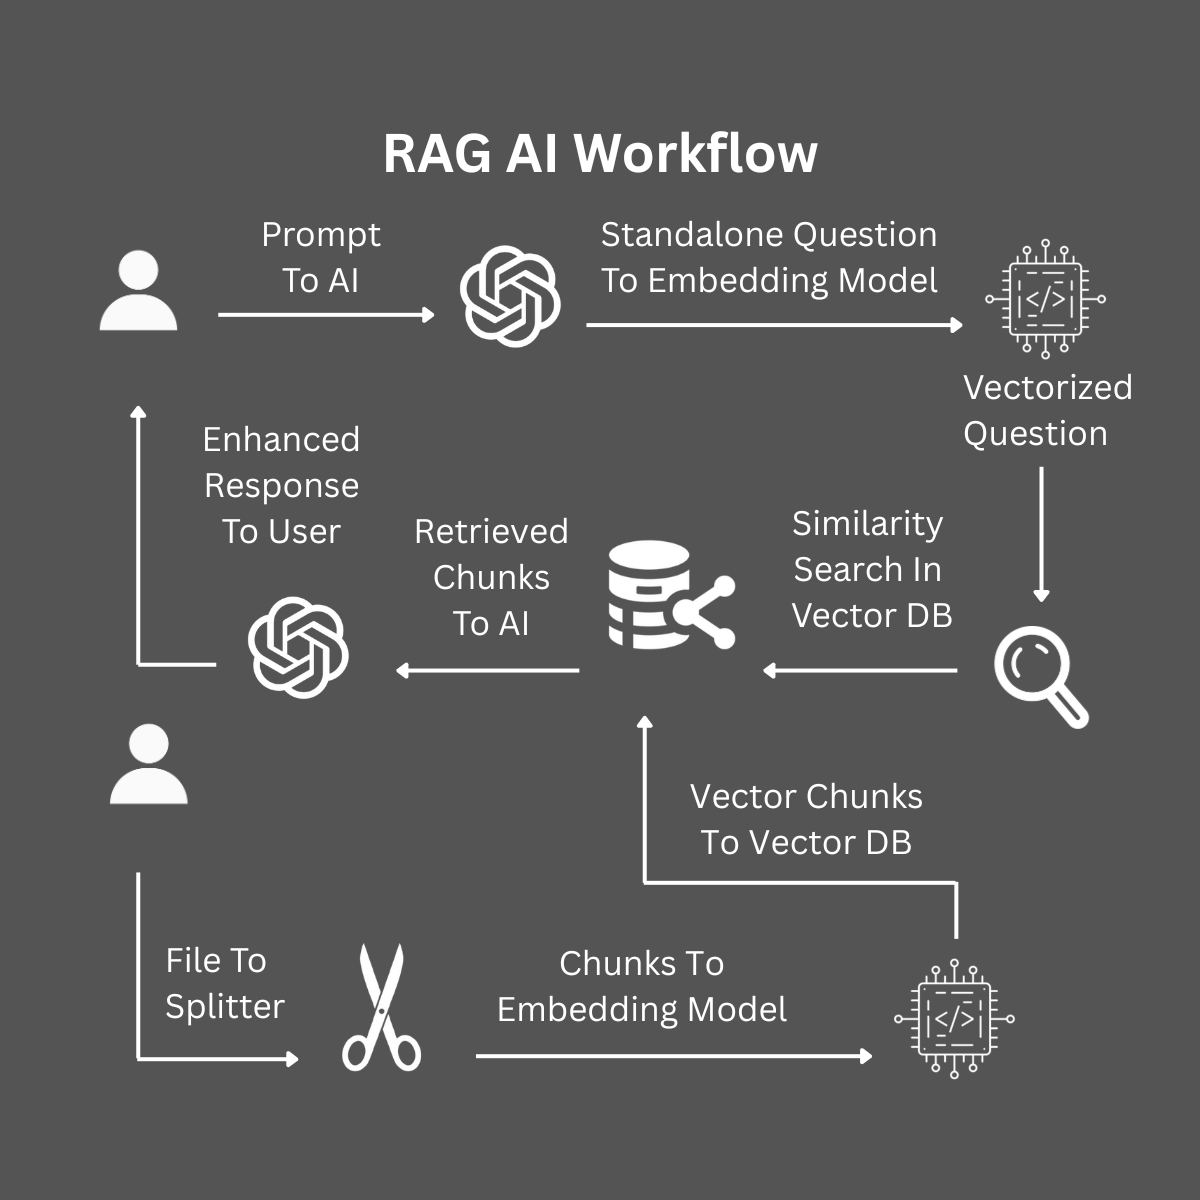 RAG AI Workflow
Prompt
To AI
Standalone Question
To Embedding Model
</>
Vectorized
Question
Enhanced
Response
To User
Retrieved
Chunks
To AI
Similarity
Search In
Vector DB
Vector Chunks
To Vector DB
File To
Splitter
Chunks To
Embedding Model
</>